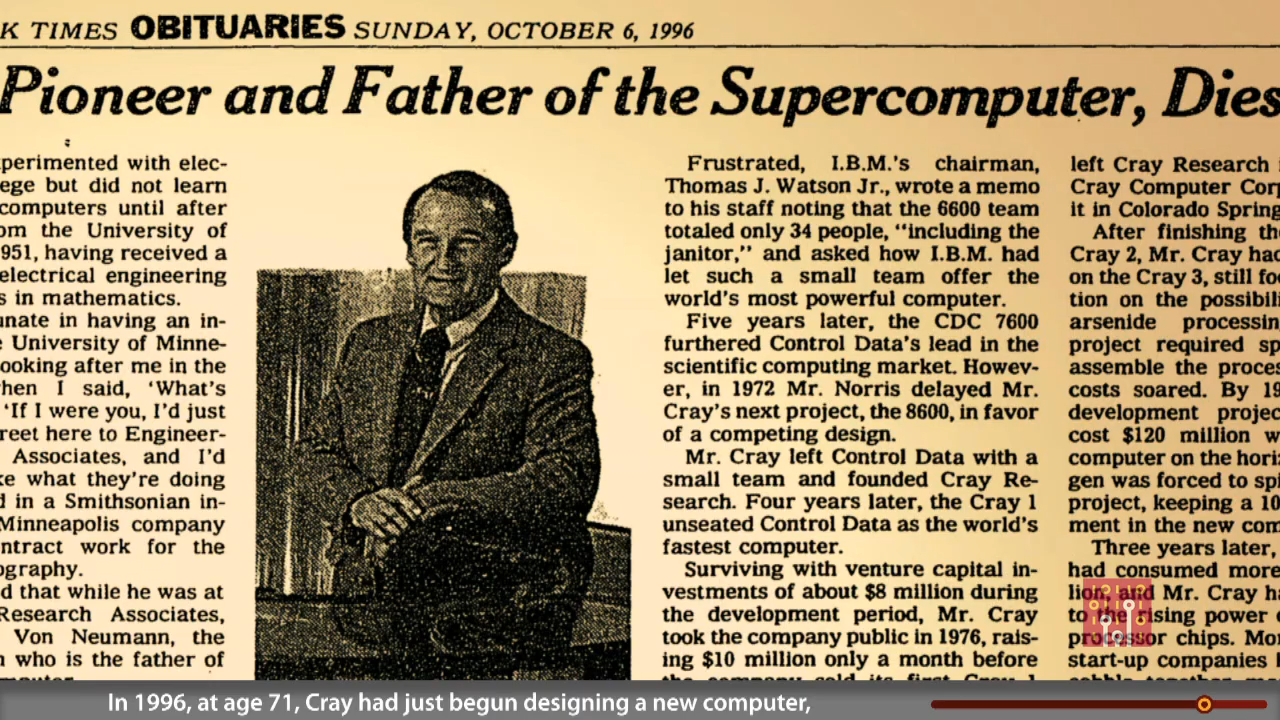 K TIMES OBITUARIES SUNDAY, OCTOBER 6, 1996
Pioneer and Father of the Supercomputer, Dies
perimented with elec-
ege but did not learn
computers until after
om the University of
951, having received a
electrical engineering
s in mathematics.
unate in having an in-
e University of Minne-
ooking after me in the
hen I said, ‘What’s
‘If I were you, I’d just
reet here to Engineer-
Associates, and I’d
ke what they’re doing
d in a Smithsonian in-
Minneapolis company
ntract work for the
ography.
d that while he was at
Research Associates,
Von Neumann, the
n who is the father of
Frustrated, I.B.M.’s chairman,
Thomas J. Watson Jr., wrote a memo
to his staff noting that the 6600 team
totaled only 34 people, “including the
janitor,” and asked how I.B.M. had
let such a small team offer the
world’s most powerful computer.
Five years later, the CDC 7600
furthered Control Data’s lead in the
scientific computing market. Howev-
er, in 1972 Mr. Norris delayed Mr.
Cray’s next project, the 8600, in favor
of a competing design.
Mr. Cray left Control Data with a
small team and founded Cray Re-
search. Four years later, the Cray 1
unseated Control Data as the world’s
fastest computer.
Surviving with venture capital in-
vestments of about $8 million during
the development period, Mr. Cray
took the company public in 1976, rais-
ing $10 million only a month before
the company sold its first Cray 1
left Cray Research
Cray Computer Corp
it in Colorado Spring
After finishing the
Cray 2, Mr. Cray had
on the Cray 3, still fo
tion on the possibili
arsenide processin
project required sp
assemble the proces
costs soared. By 19
development projec
cost $120 million w
computer on the hori
gen was forced to spi
project, keeping a 10
ment in the new com
Three years later,
had consumed more
lion, and Mr. Cray ha
to the rising power
processor chips. Mo
start-up companies
In 1996, at age 71, Cray had just begun designing a new computer,